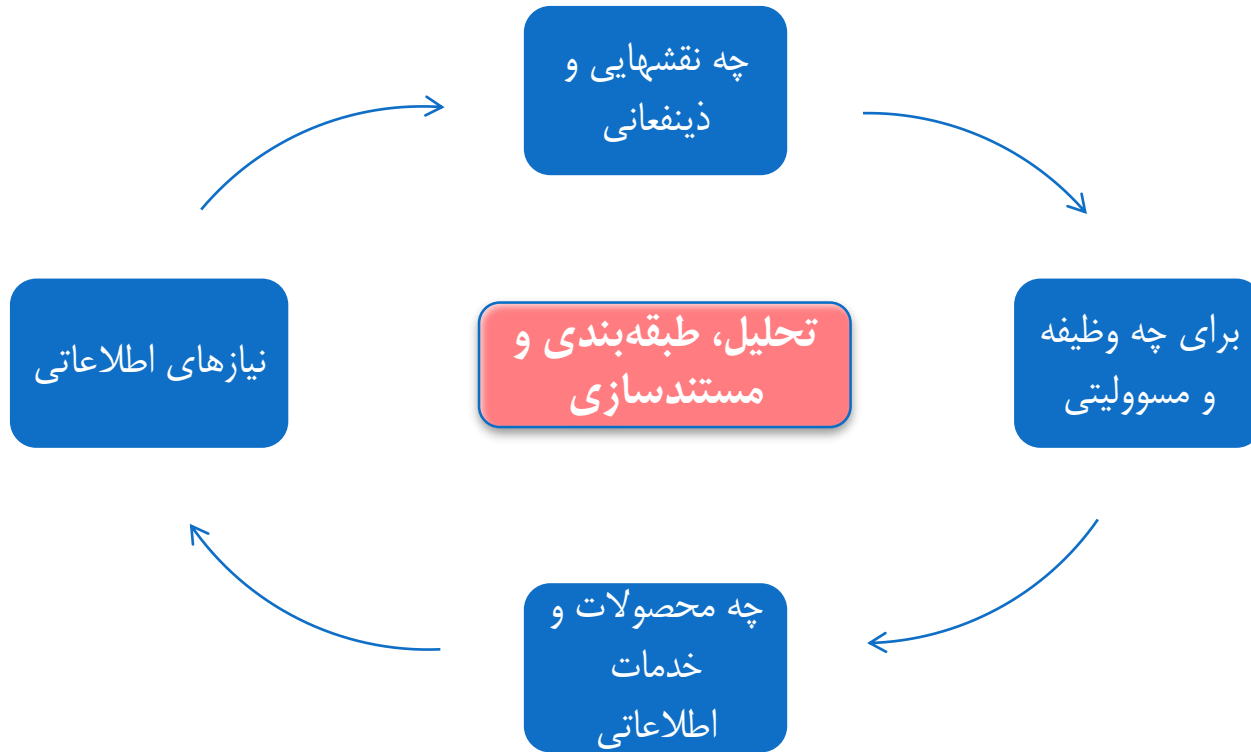 چه نقشهایی و
ذینفعانی
برای چه وظیفه
و مسوولیتی
چه محصولات و
خدمات
اطلاعاتی
نیازهای اطلاعاتی
تحلیل، طبقه‌بندی و
مستندسازی